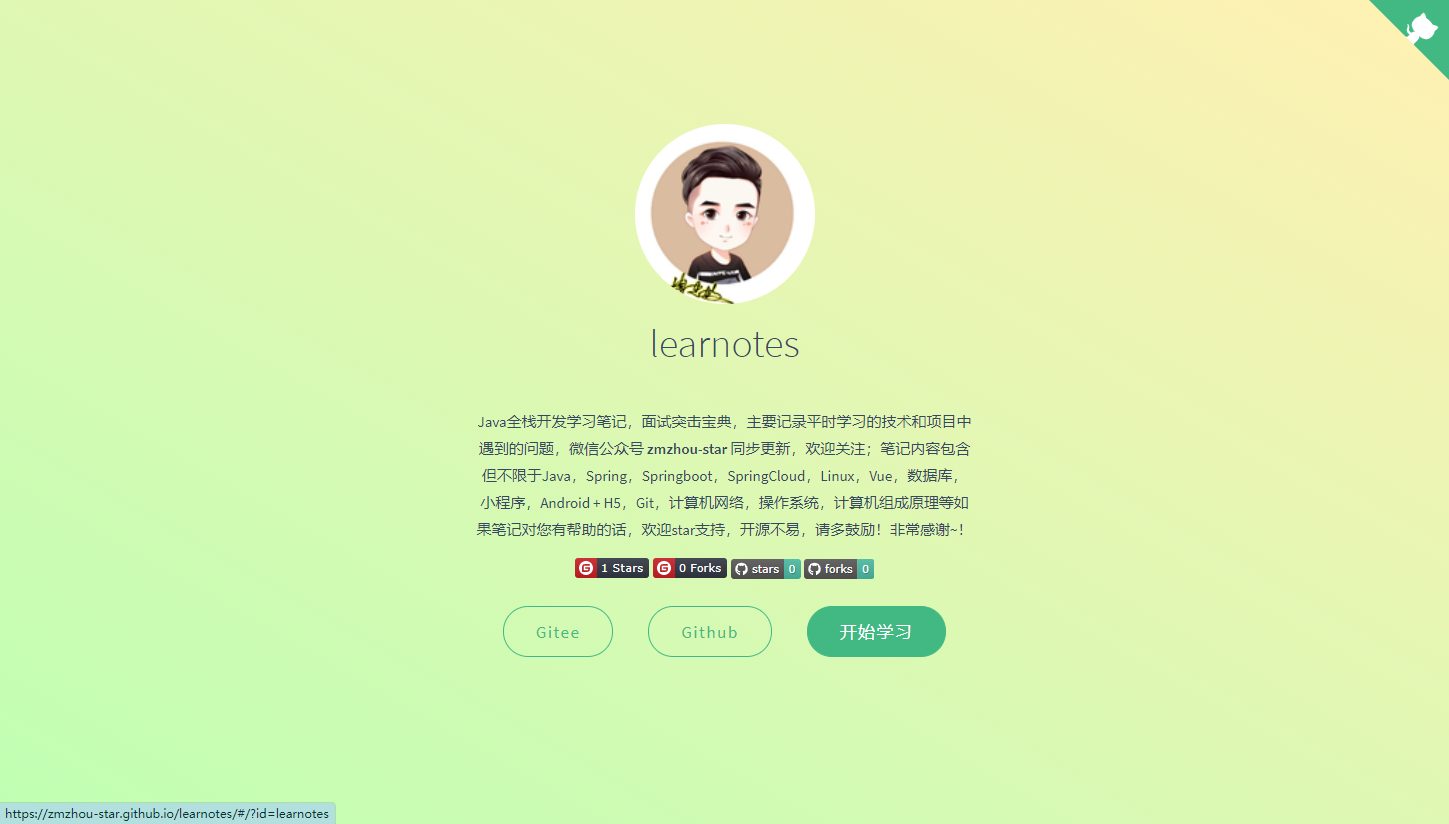 learnotes
Java全栈开发学习笔记，面试突击宝典，主要记录平时学习的技术和项目中
遇到的问题，微信公众号 zmzhou-star 同步更新，欢迎关注；笔记内容包含
但不限于Java，Spring，Springboot，SpringCloud，Linux，Vue，数据库，
小程序，Android + H5，Git，计算机网络，操作系统，计算机组成原理等如
果笔记对您有帮助的话，欢迎star支持，开源不易，请多鼓励！非常感谢~！
G 1 Stars G 0 Forks stars 0 forks 0
Gitee Github 开始学习
https://zmzhou-star.github.io/learnotes/#/?id=learnotes